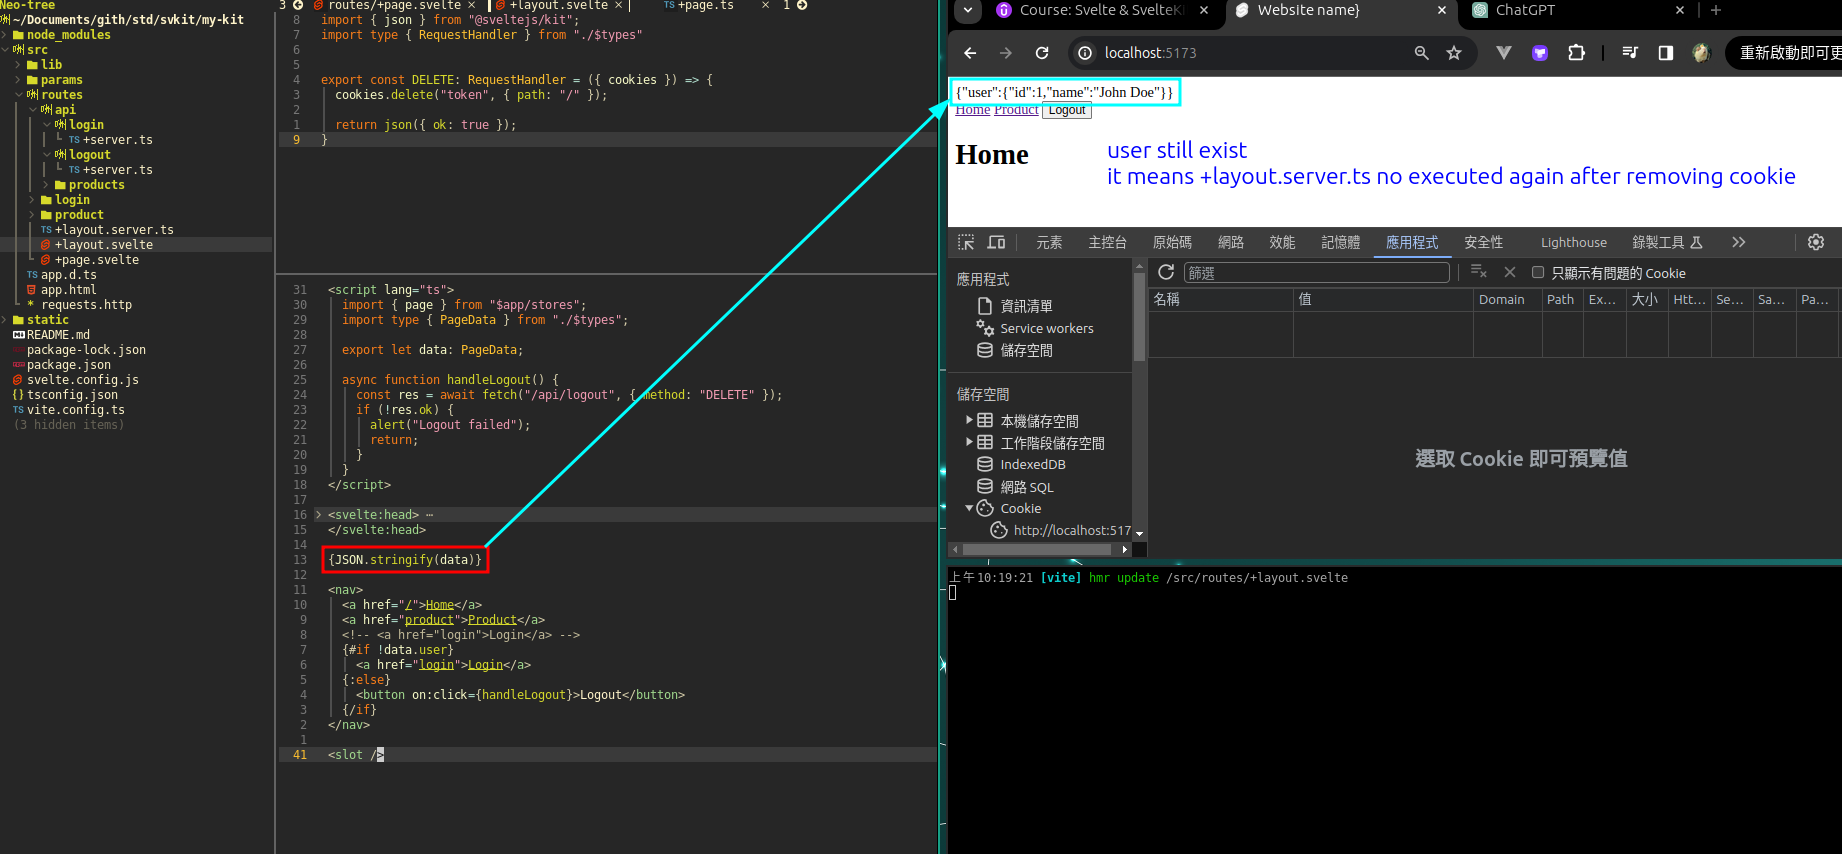 Neo-tree
~/Documents/gith/std/svkit/my-kit
node_modules
src
lib
params
routes
api
login
TS +server.ts
logout
TS +server.ts
products
login
product
TS +layout.server.ts
+layout.svelte
+page.svelte
TS app.d.ts
app.html
* requests.http
static
README.md
package-lock.json
package.json
svelte.config.js
{} tsconfig.json
TS vite.config.ts
(3 hidden items)
3 routes/+page.svelte × +layout.svelte × TS +page.ts × 1
8 import { json } from "@sveltejs/kit";
7 import type { RequestHandler } from "./$types"
6
5
4 export const DELETE: RequestHandler = ({ cookies }) => {
3 cookies.delete("token", { path: "/" });
2
1 return json({ ok: true });
9 }
31 <script lang="ts">
30 import { page } from "$app/stores";
29 import type { PageData } from "./$types";
28
27 export let data: PageData;
26
25 async function handleLogout() {
24 const res = await fetch("/api/logout", { method: "DELETE" });
23 if (!res.ok) {
22 alert("Logout failed");
21 return;
20 }
19 }
18 </script>
17
16 <svelte:head> ⋯
15 </svelte:head>
14
13 {JSON.stringify(data)}
12
11 <nav>
10 <a href="/">Home</a>
9 <a href="product">Product</a>
8 <!-- <a href="login">Login</a> -->
7 {#if !data.user}
6 <a href="login">Login</a>
5 {:else}
4 <button on:click={handleLogout}>Logout</button>
3 {/if}
2 </nav>
1
41 <slot />
Course: Svelte & SvelteKi × Website name} × ChatGPT × +
localhost:5173
重新啟動即可更
{"user":{"id":1,"name":"John Doe"}}
Home Product Logout
Home
user still exist
it means +layout.server.ts no executed again after removing cookie
元素 主控台 原始碼 網路 效能 記憶體 應用程式 安全性 Lighthouse 錄製工具
應用程式
資訊清單
Service workers
儲存空間
儲存空間
本機儲存空間
工作階段儲存空間
IndexedDB
網路 SQL
Cookie
http://localhost:517
篩選
只顯示有問題的 Cookie
名稱 值 Domain Path Ex... 大小 Htt... Se... Sa... Pa...
選取 Cookie 即可預覽值
上午10:19:21 [vite] hmr update /src/routes/+layout.svelte